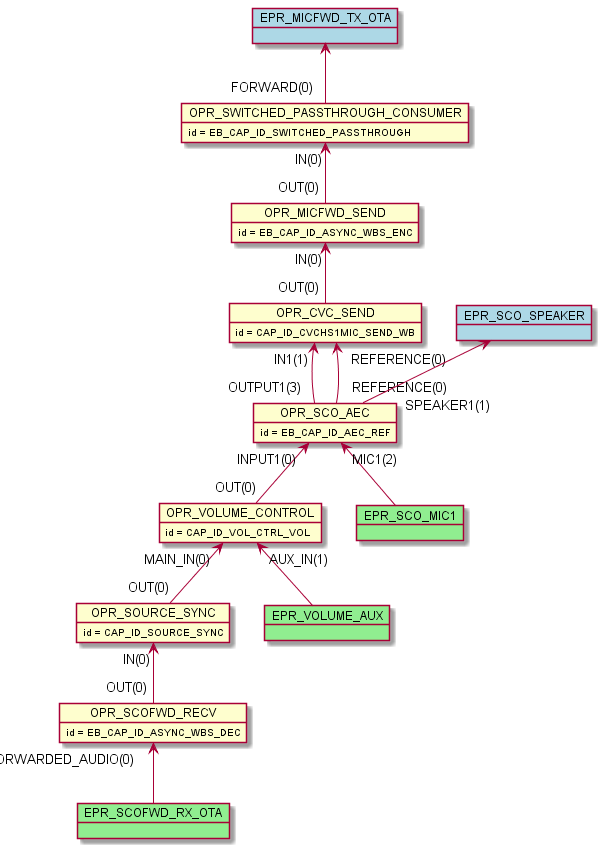 EPR_MICFWD_TX_OTA
FORWARD(0)
OPR_SWITCHED_PASSTHROUGH_CONSUMER
id = EB_CAP_ID_SWITCHED_PASSTHROUGH
IN(0)
OUT(0)
OPR_MICFWD_SEND
id = EB_CAP_ID_ASYNC_WBS_ENC
IN(0)
OUT(0)
OPR_CVC_SEND
id = CAP_ID_CVCHS1MIC_SEND_WB
EPR_SCO_SPEAKER
IN1(1)
REFERENCE(0)
OUTPUT1(3)
REFERENCE(0)
SPEAKER1(1)
OPR_SCO_AEC
id = EB_CAP_ID_AEC_REF
INPUT1(0)
MIC1(2)
OUT(0)
OPR_VOLUME_CONTROL
id = CAP_ID_VOL_CTRL_VOL
EPR_SCO_MIC1
MAIN_IN(0)
AUX_IN(1)
OUT(0)
OPR_SOURCE_SYNC
id = CAP_ID_SOURCE_SYNC
EPR_VOLUME_AUX
IN(0)
OUT(0)
OPR_SCOFWD_RECV
id = EB_CAP_ID_ASYNC_WBS_DEC
ORWARDED_AUDIO(0)
EPR_SCOFWD_RX_OTA